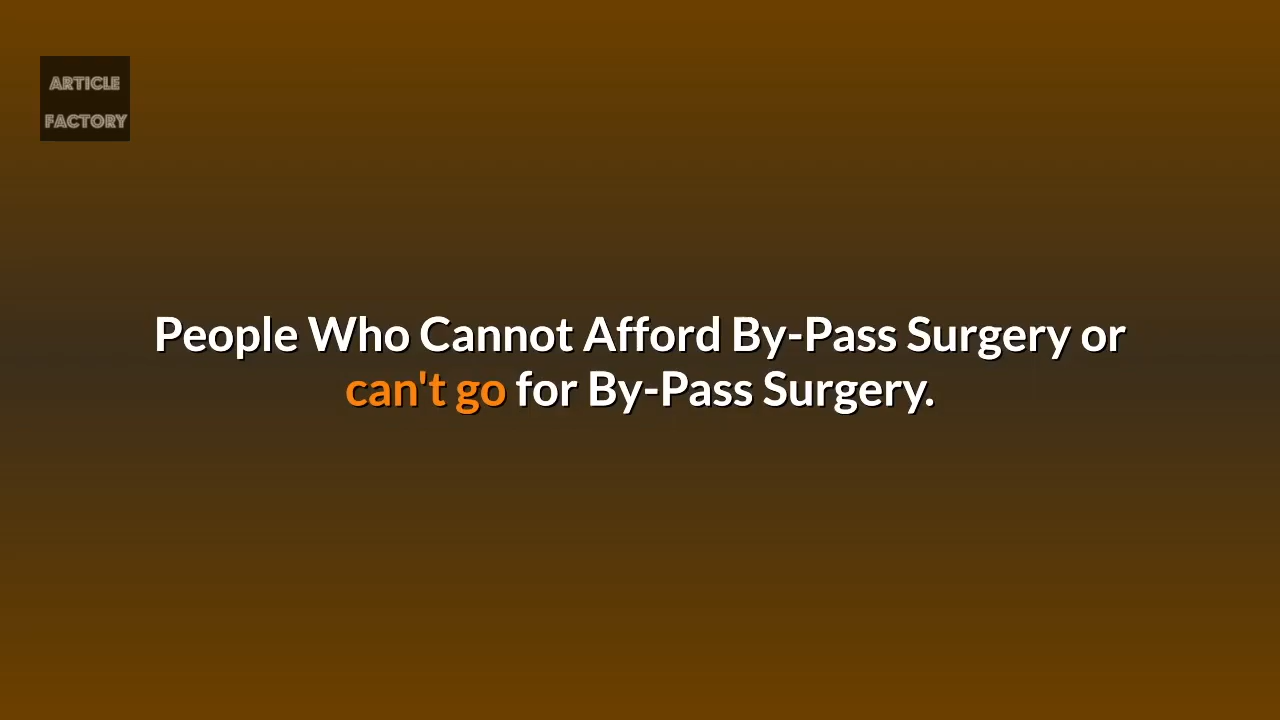 ARTICLE
FACTORY
People Who Cannot Afford By-Pass Surgery or
can't go for By-Pass Surgery.